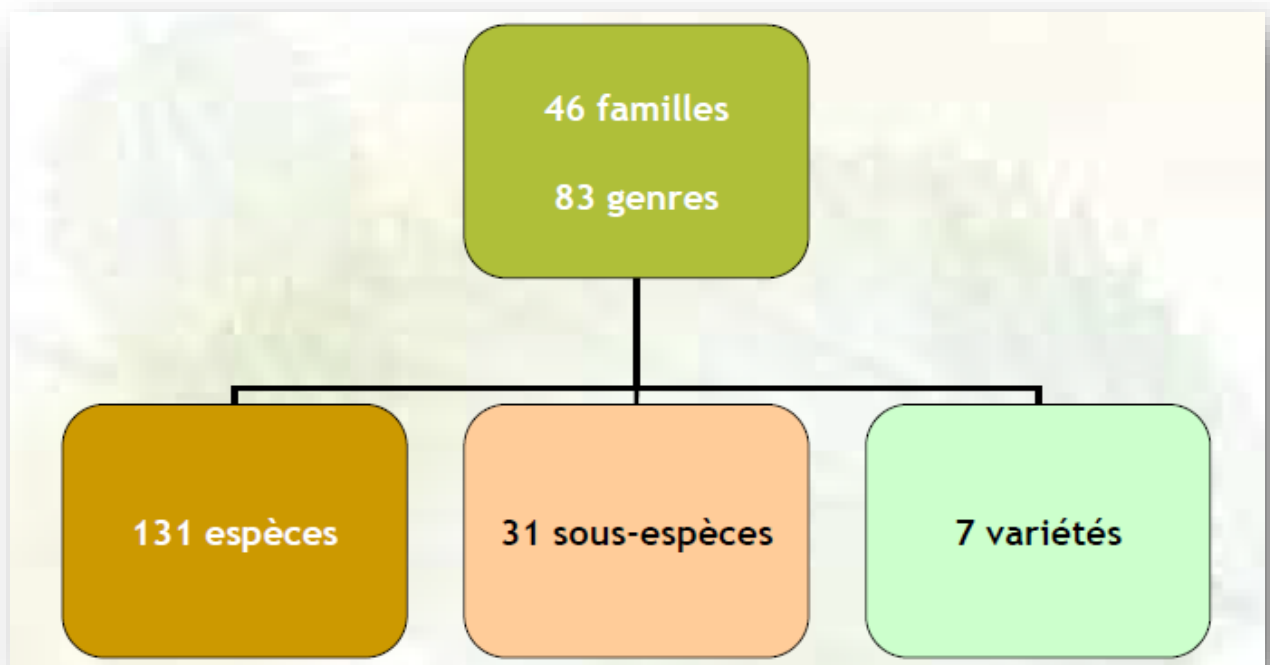 46 familles
83 genres
131 espèces
31 sous-espèces
7 variétés